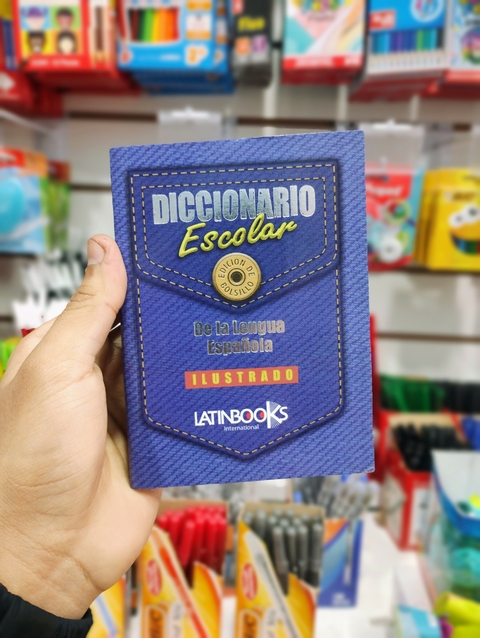 DICCIONARIO
Escolar
EDICION DE
BOLSILLO
De la Lengua
Española
ILUSTRADO
LATINBOOKS
International